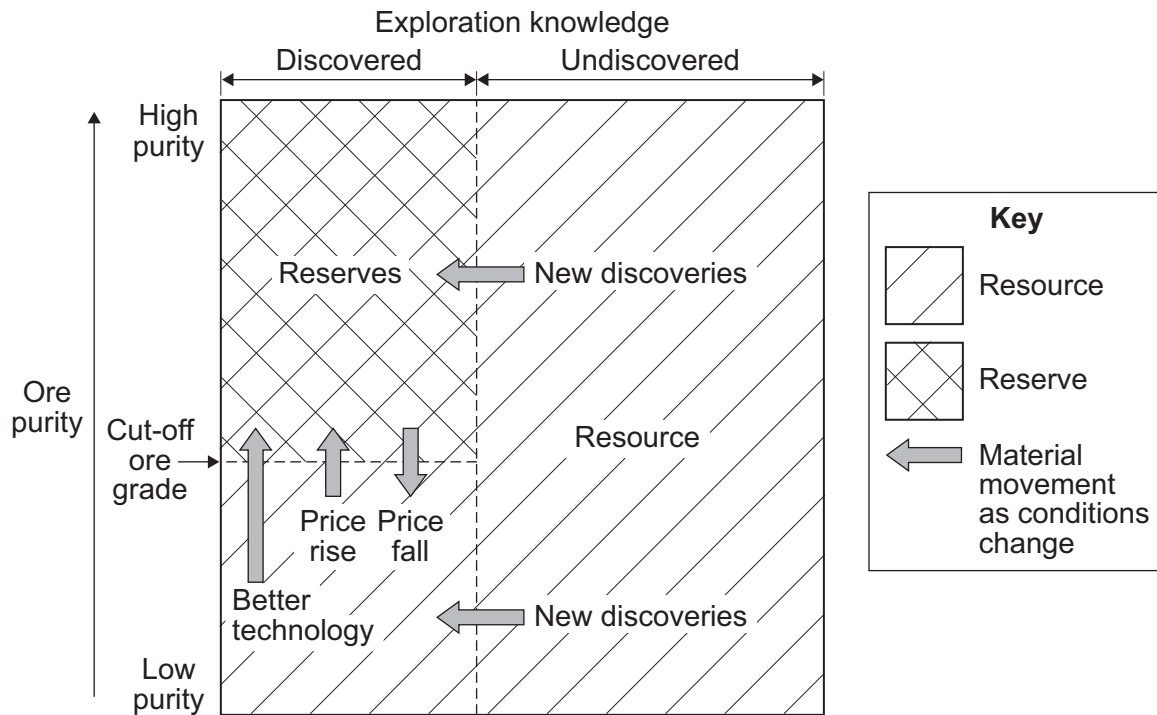 Exploration knowledge
Discovered
Undiscovered
High
purity
Ore
purity
Cut-off
ore
grade
Low
purity
Reserves
New discoveries
Resource
Price
rise
Price
fall
Better
technology
New discoveries
Key
Resource
Reserve
Material
movement
as conditions
change